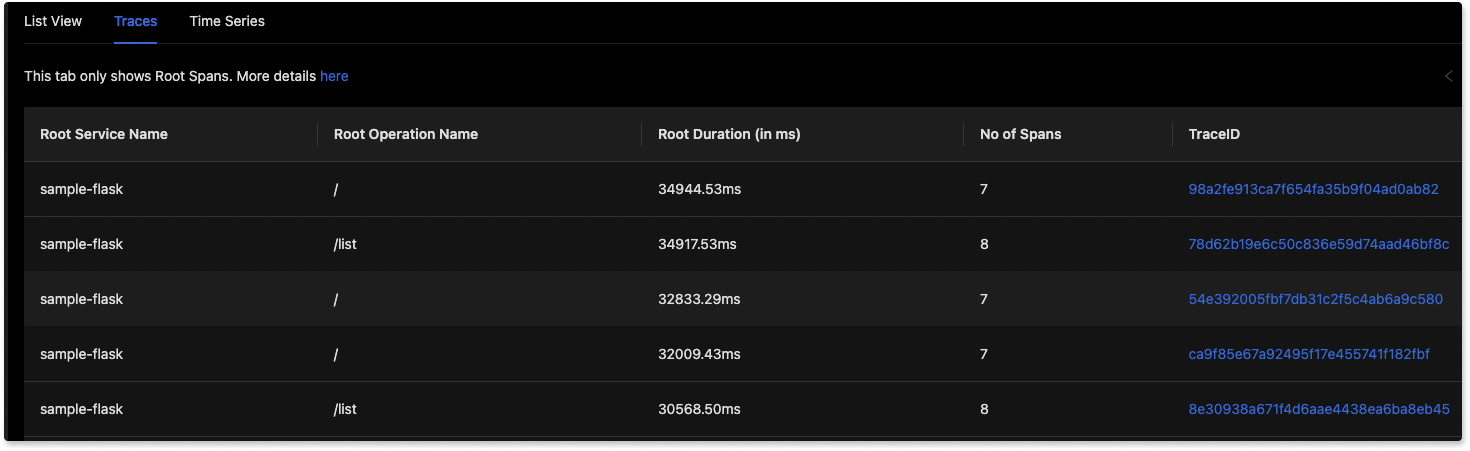 List View Traces Time Series
This tab only shows Root Spans. More details here
Root Service Name Root Operation Name Root Duration (in ms) No of Spans TraceID
sample-flask / 34944.53ms 7 98a2fe913ca7f654fa35b9f04ad0ab82
sample-flask /list 34917.53ms 8 78d62b19e6c50c836e59d74aad46bf8c
sample-flask / 32833.29ms 7 54e392005fbf7db31c2f5c4ab6a9c580
sample-flask / 32009.43ms 7 ca9f85e67a92495f17e455741f182fbf
sample-flask /list 30568.50ms 8 8e30938a671f4d6aae4438ea6ba8eb45